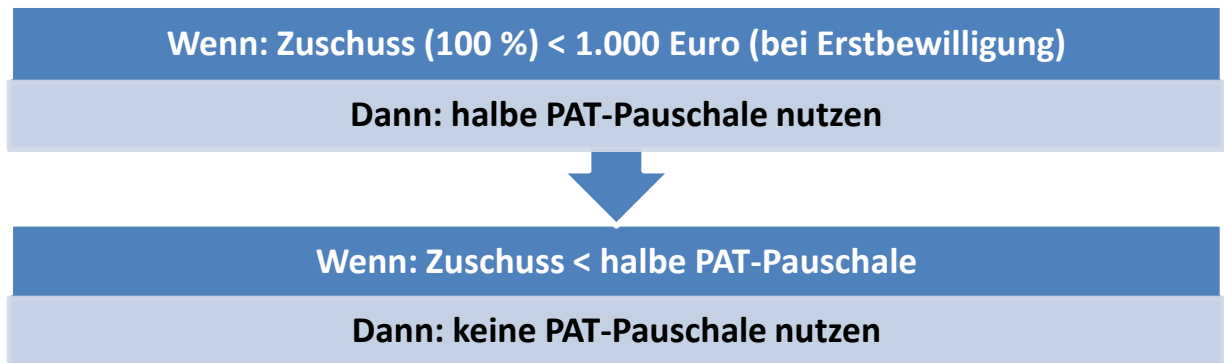 Wenn: Zuschuss (100 %) < 1.000 Euro (bei Erstbewilligung)
Dann: halbe PAT-Pauschale nutzen
Wenn: Zuschuss < halbe PAT-Pauschale
Dann: keine PAT-Pauschale nutzen